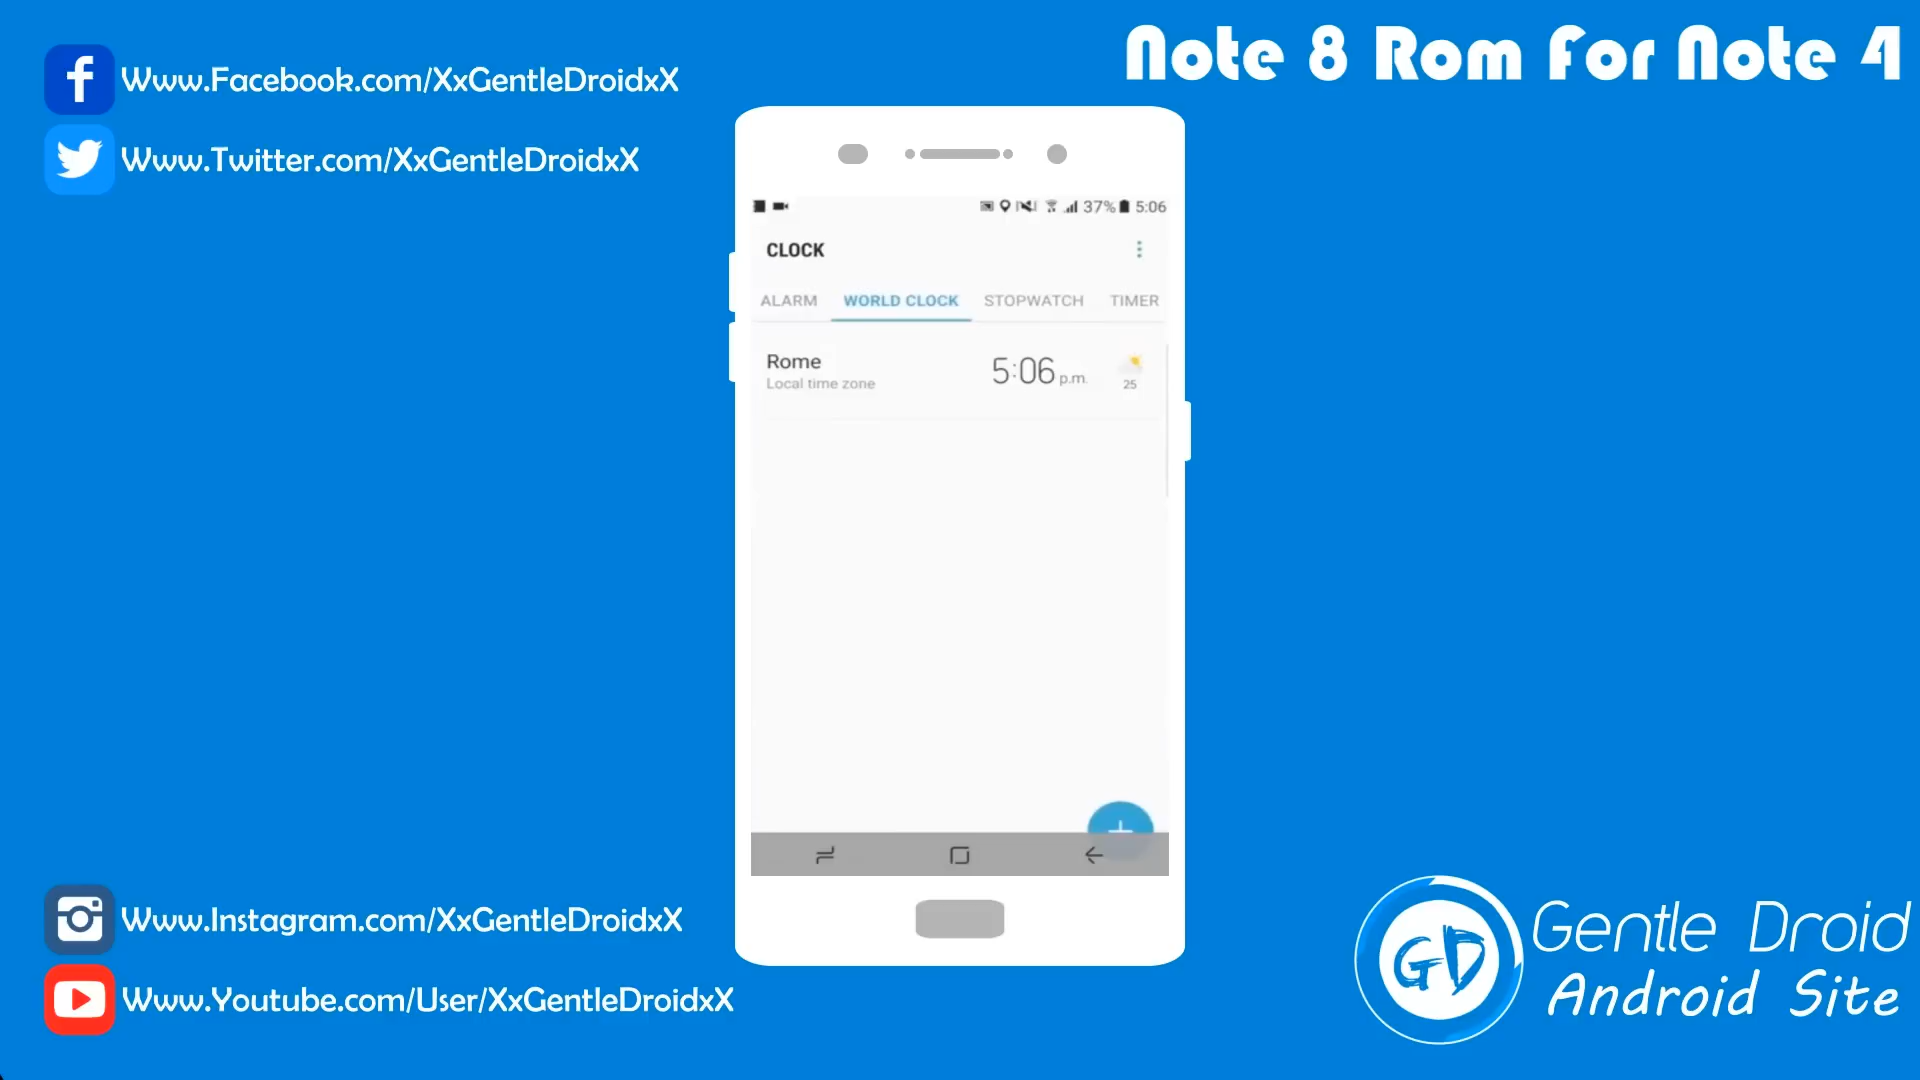 Note 8 Rom For Note 4
Www.Facebook.com/XxGentleDroidxX
Www.Twitter.com/XxGentleDroidxX
37% 5:06
CLOCK
ALARM WORLD CLOCK STOPWATCH TIMER
Rome 5:06 p.m.
Local time zone 25
Www.Instagram.com/XxGentleDroidxX
Www.Youtube.com/User/XxGentleDroidxX
GD
Gentle Droid
Android Site